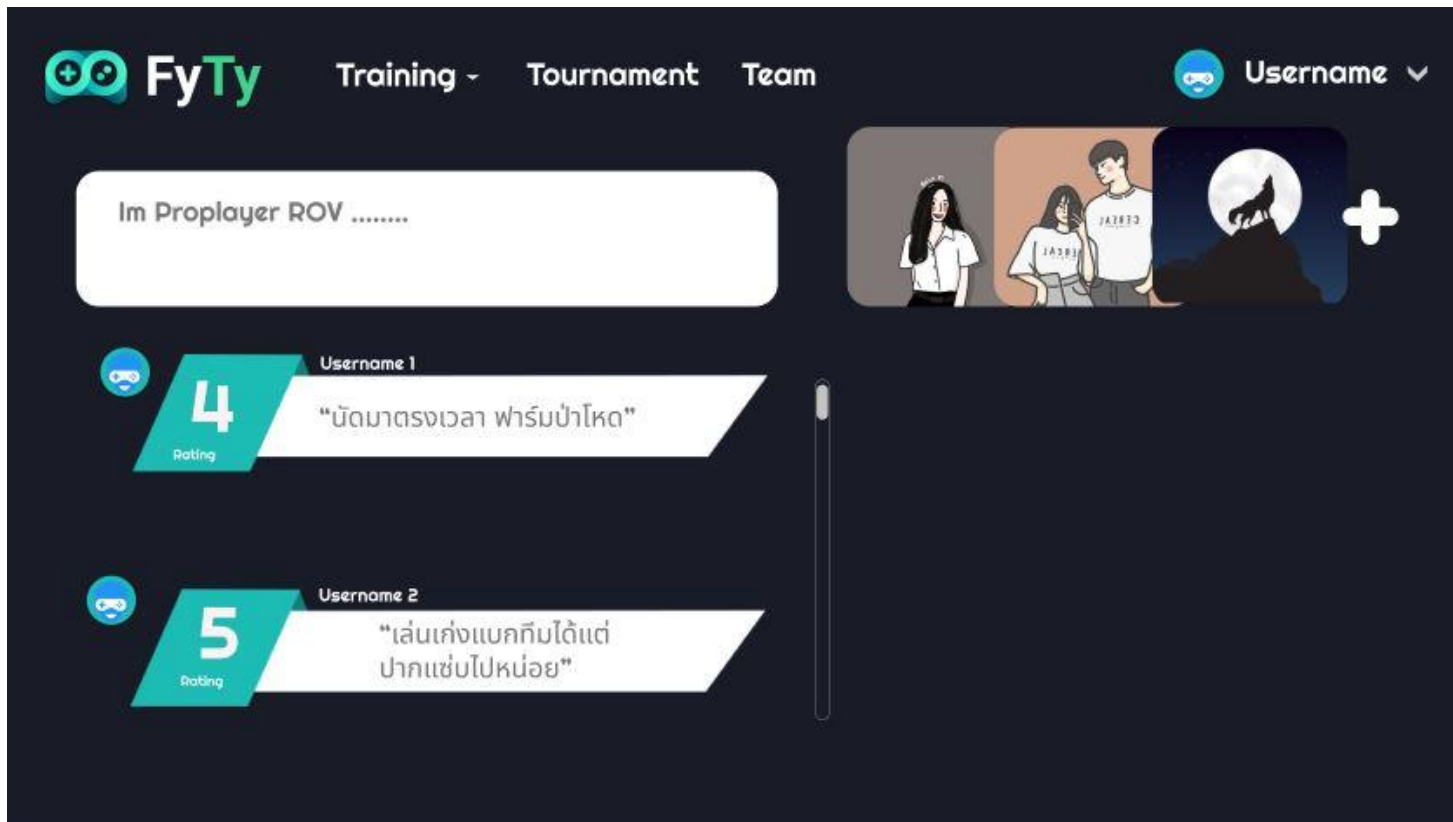 FyTy
Training
Tournament
Team
Username
Im Proplayer ROV ........
CEREAL
CEREAL
Username 1
4
Rating
“นัดมาตรงเวลา ฟาร์มป่าโหด”
Username 2
5
Rating
“เล่นเก่งแบกทีมได้แต่
ปากแซ่บไปหน่อย”